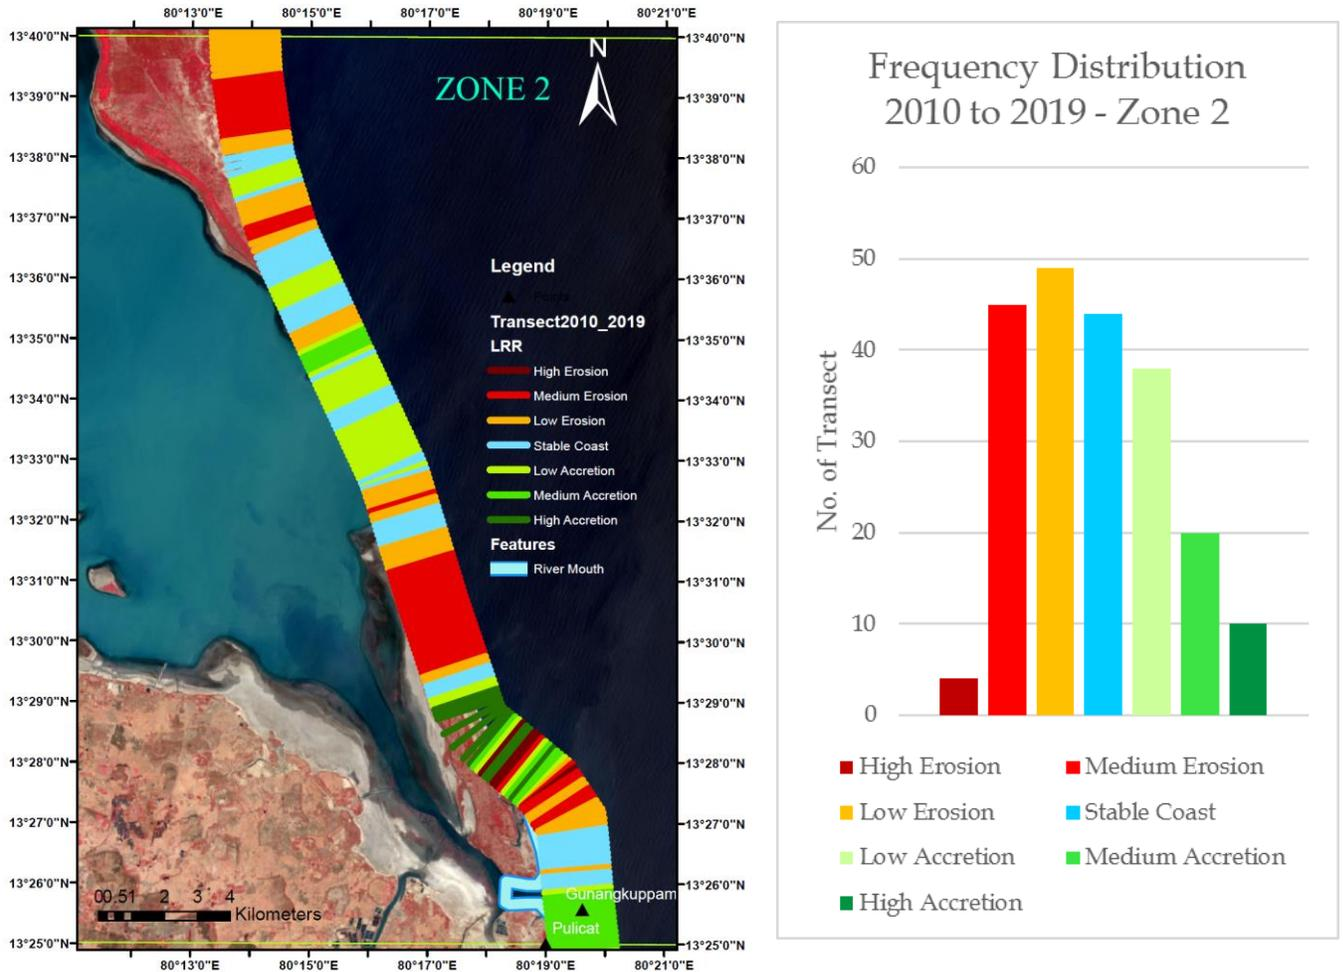 80°13'0"E 80°15'0"E 80°17'0"E 80°19'0"E 80°21'0"E
13°40'0"N
13°39'0"N
13°38'0"N
13°37'0"N
13°36'0"N
13°35'0"N
13°34'0"N
13°33'0"N
13°32'0"N
13°31'0"N
13°30'0"N
13°29'0"N
13°28'0"N
13°27'0"N
13°26'0"N
13°25'0"N
N
ZONE 2
Legend
Points
Transect2010_2019
LRR
High Erosion
Medium Erosion
Low Erosion
Stable Coast
Low Accretion
Medium Accretion
High Accretion
Features
River Mouth
Gunangkuppam
Pulicat
00.51 2 3 4
Kilometers
13°40'0"N
13°39'0"N
13°38'0"N
13°37'0"N
13°36'0"N
13°35'0"N
13°34'0"N
13°33'0"N
13°32'0"N
13°31'0"N
13°30'0"N
13°29'0"N
13°28'0"N
13°27'0"N
13°26'0"N
13°25'0"N
80°13'0"E 80°15'0"E 80°17'0"E 80°19'0"E 80°21'0"E
Frequency Distribution
2010 to 2019 - Zone 2
60
50
40
30
20
10
0
No. of Transect
High Erosion Medium Erosion
Low Erosion Stable Coast
Low Accretion Medium Accretion
High Accretion